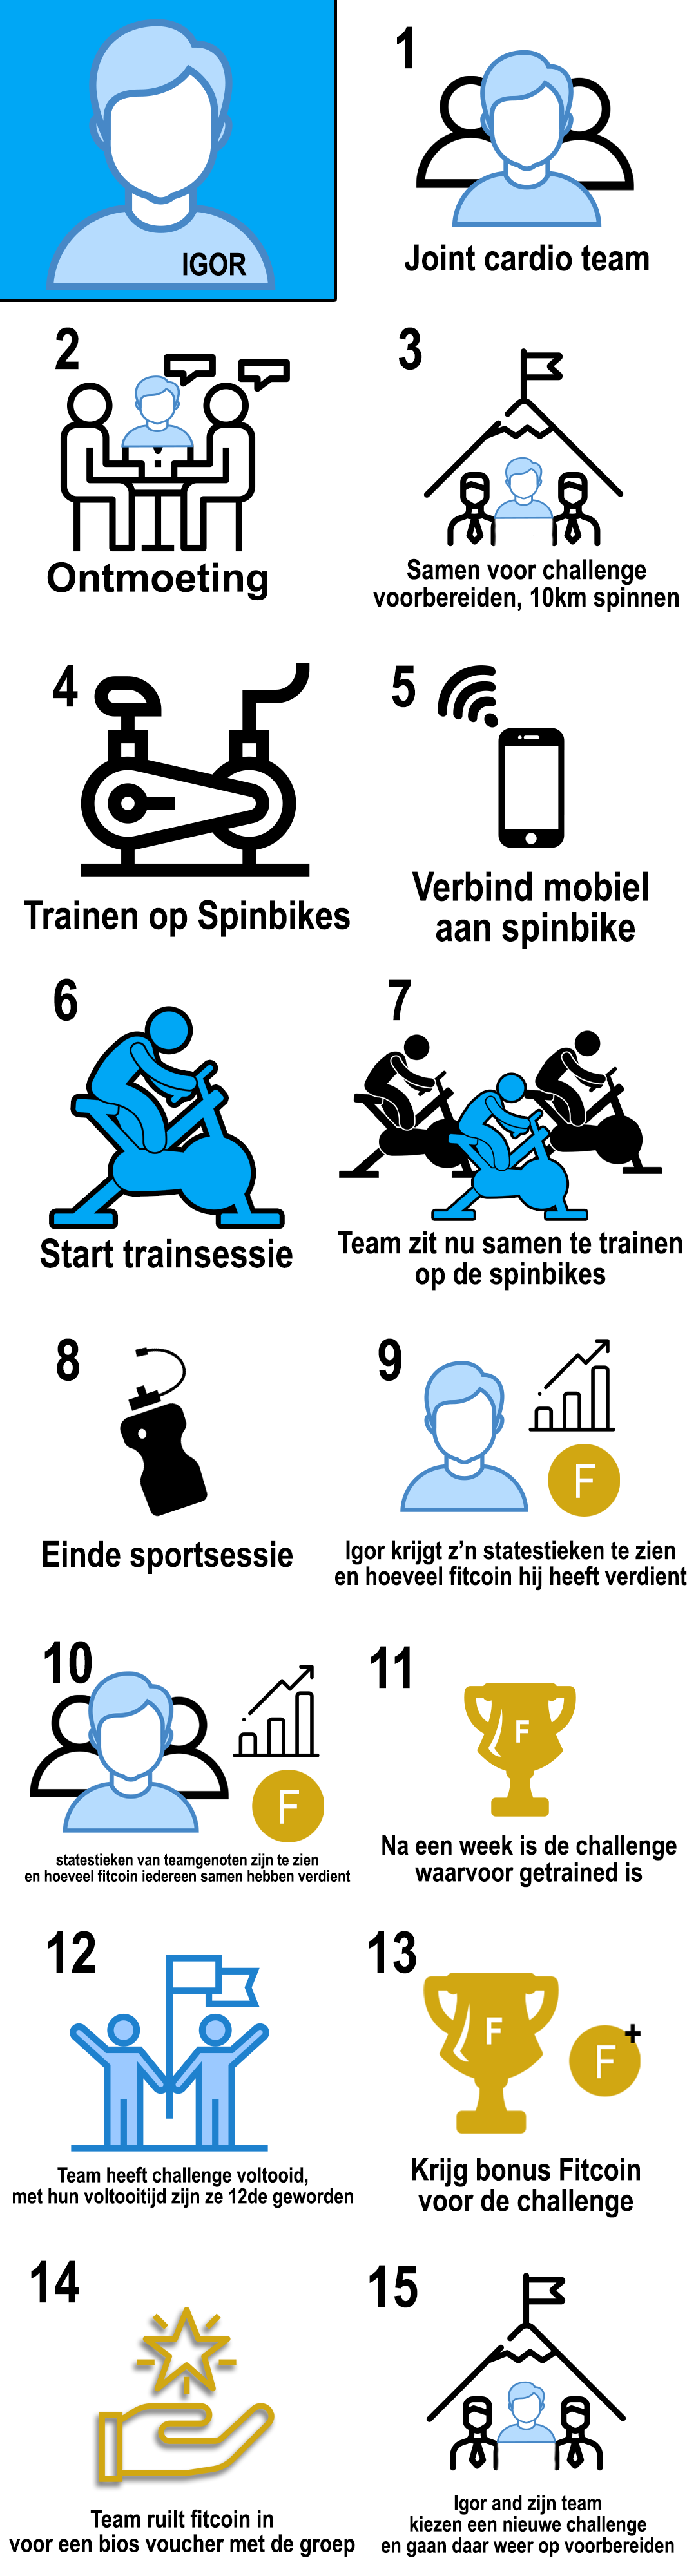 IGOR
1
Joint cardio team
2
Ontmoeting
3
Samen voor challenge
voorbereiden, 10km spinnen
4
Trainen op Spinbikes
5
Verbind mobiel
aan spinbike
6
Start trainsessie
7
Team zit nu samen te trainen
op de spinbikes
8
Einde sportsessie
9
F
Igor krijgt z'n statestieken te zien
en hoeveel fitcoin hij heeft verdient
10
F
statestieken van teamgenoten zijn te zien
en hoeveel fitcoin iedereen samen hebben verdient
11
F
Na een week is de challenge
waarvoor getrained is
12
Team heeft challenge voltooid,
met hun voltooitijd zijn ze 12de geworden
13
F
F+
Krijg bonus Fitcoin
voor de challenge
14
Team ruilt fitcoin in
voor een bios voucher met de groep
15
Igor and zijn team
kiezen een nieuwe challenge
en gaan daar weer op voorbereiden